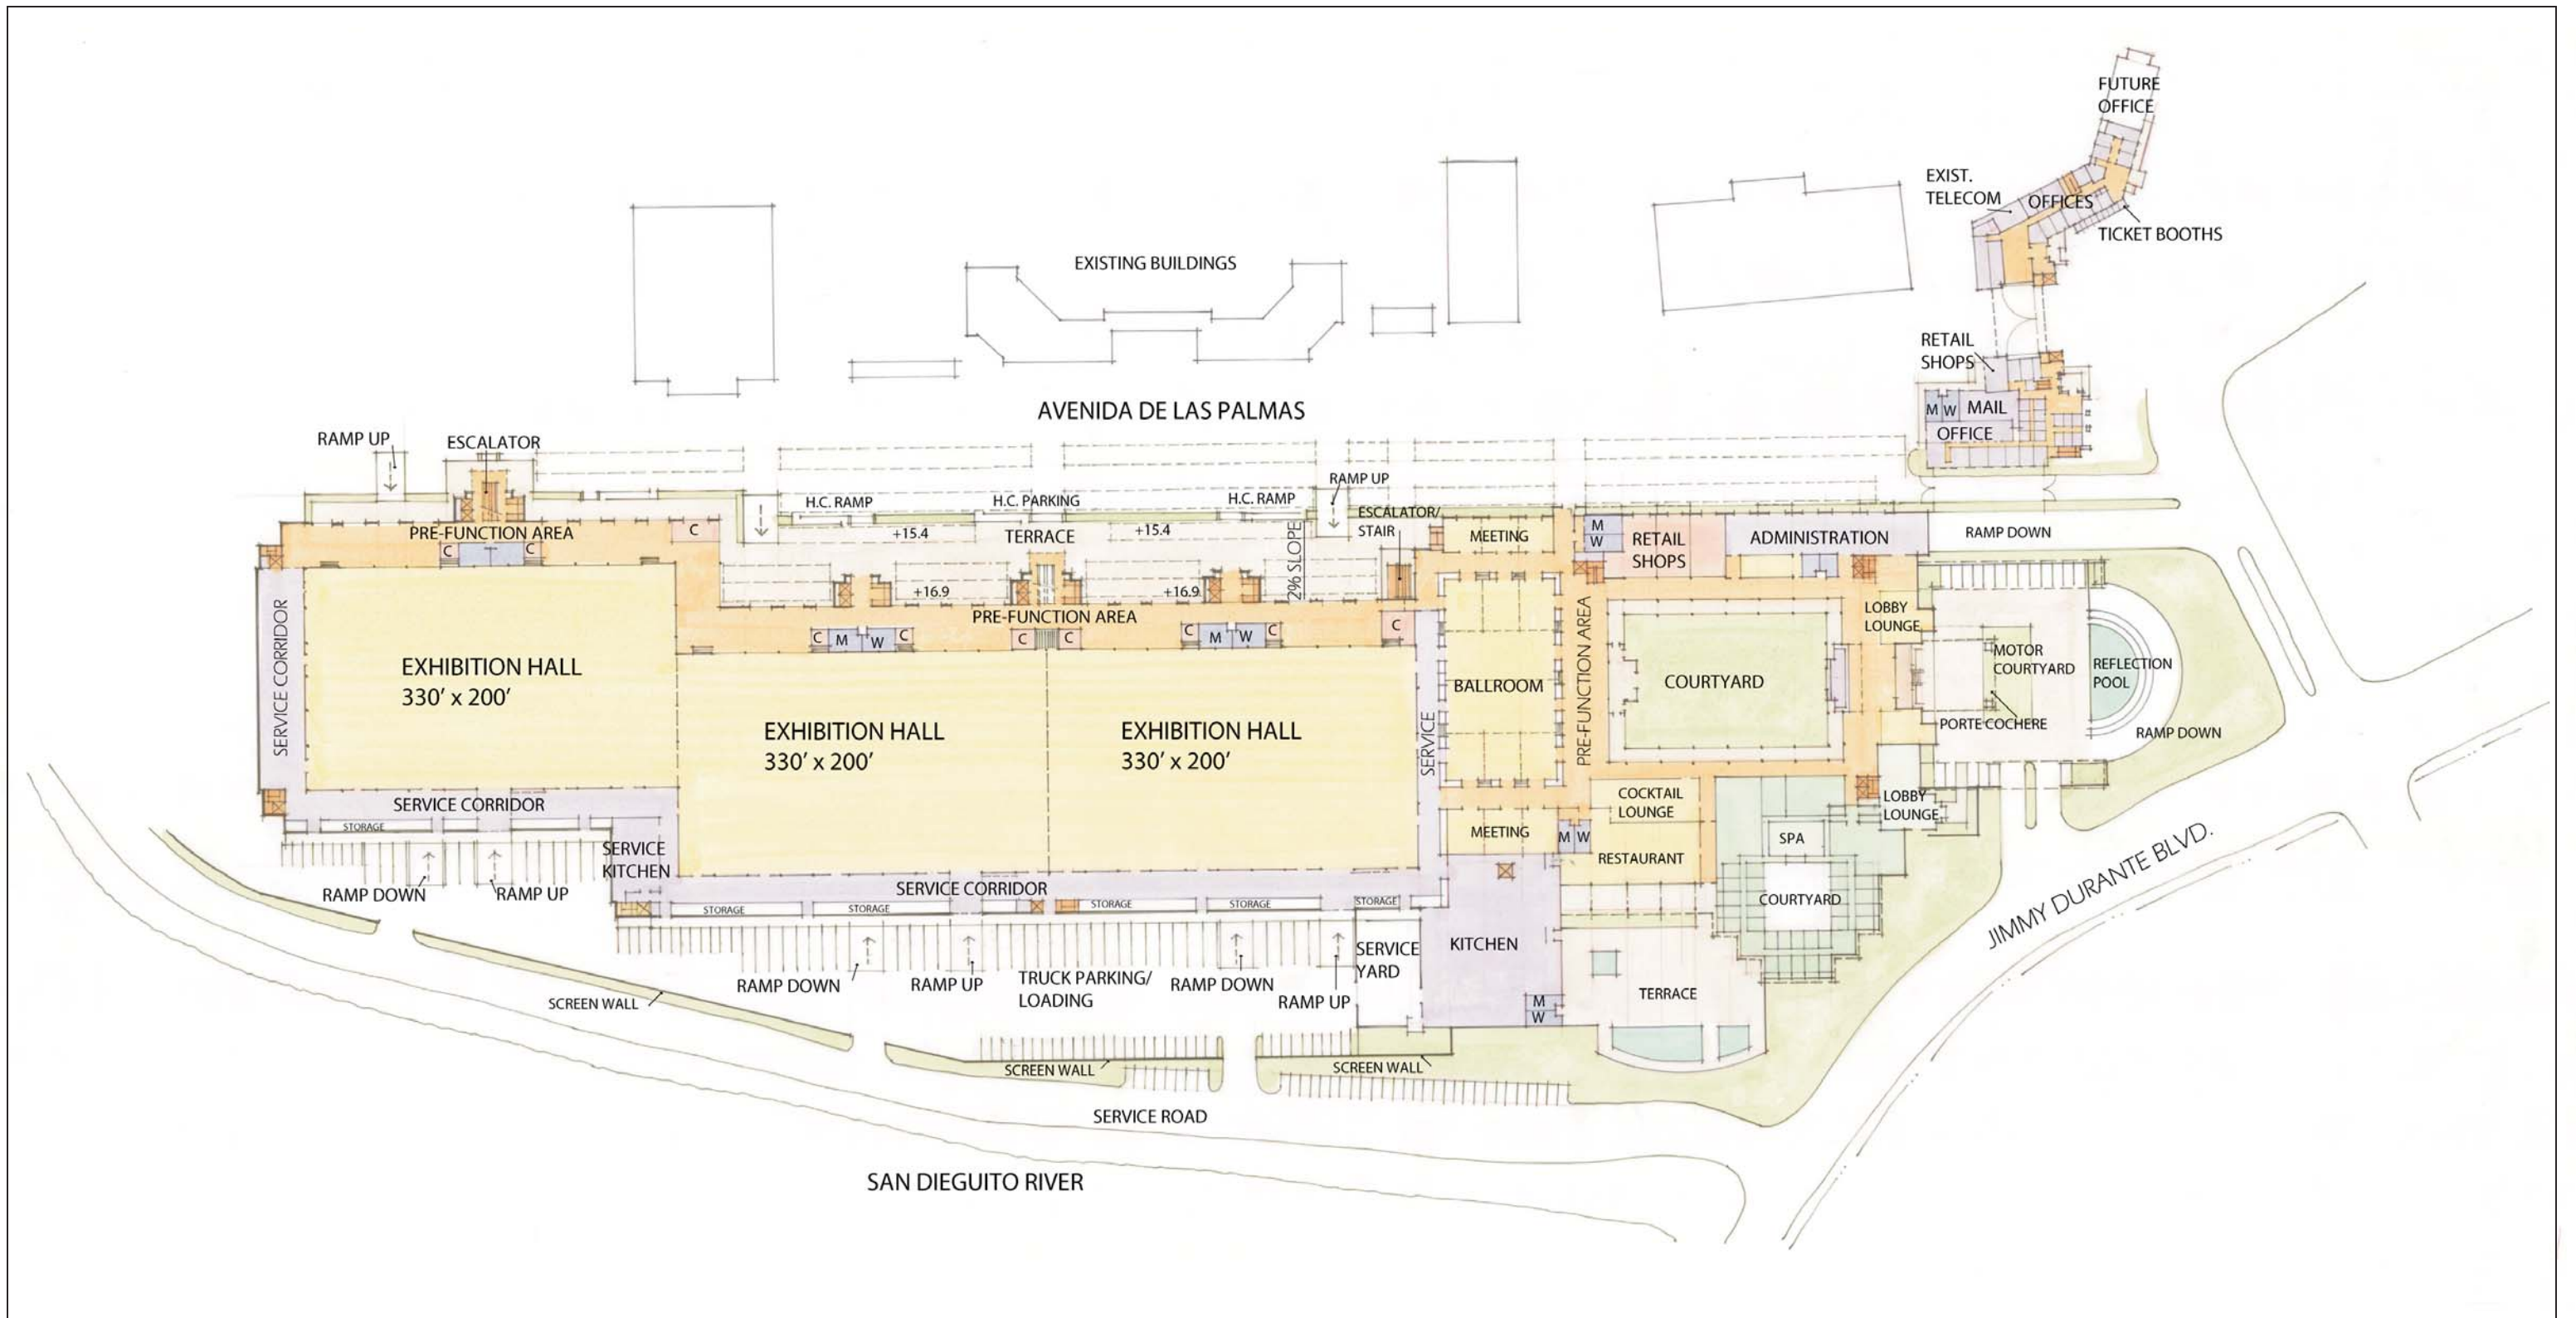 FUTURE
OFFICE
EXIST.
TELECOM
OFFICES
TICKET BOOTHS
EXISTING BUILDINGS
RETAIL
SHOPS
M W MAIL
OFFICE
AVENIDA DE LAS PALMAS
RAMP UP
ESCALATOR
RAMP UP
H.C. RAMP
H.C. PARKING
H.C. RAMP
ESCALATOR/
STAIR
PRE-FUNCTION AREA
C
C
C
+15.4
TERRACE
+15.4
2% SLOPE
MEETING
M
W
RETAIL
SHOPS
ADMINISTRATION
RAMP DOWN
+16.9
+16.9
PRE-FUNCTION AREA
C M W C
C C
C M W C
C
LOBBY
LOUNGE
SERVICE CORRIDOR
EXHIBITION HALL
330' x 200'
EXHIBITION HALL
330' x 200'
EXHIBITION HALL
330' x 200'
SERVICE
BALLROOM
PRE-FUNCTION AREA
COURTYARD
MOTOR
COURTYARD
REFLECTION
POOL
PORTE COCHERE
RAMP DOWN
SERVICE CORRIDOR
STORAGE
SERVICE
KITCHEN
RAMP DOWN
RAMP UP
MEETING
M W
COCKTAIL
LOUNGE
RESTAURANT
SPA
LOBBY
LOUNGE
COURTYARD
SERVICE CORRIDOR
STORAGE
STORAGE
STORAGE
STORAGE
STORAGE
JIMMY DURANTE BLVD.
SCREEN WALL
RAMP DOWN
RAMP UP
TRUCK PARKING/
LOADING
RAMP DOWN
RAMP UP
SERVICE
YARD
KITCHEN
M
W
TERRACE
SCREEN WALL
SCREEN WALL
SERVICE ROAD
SAN DIEGUITO RIVER